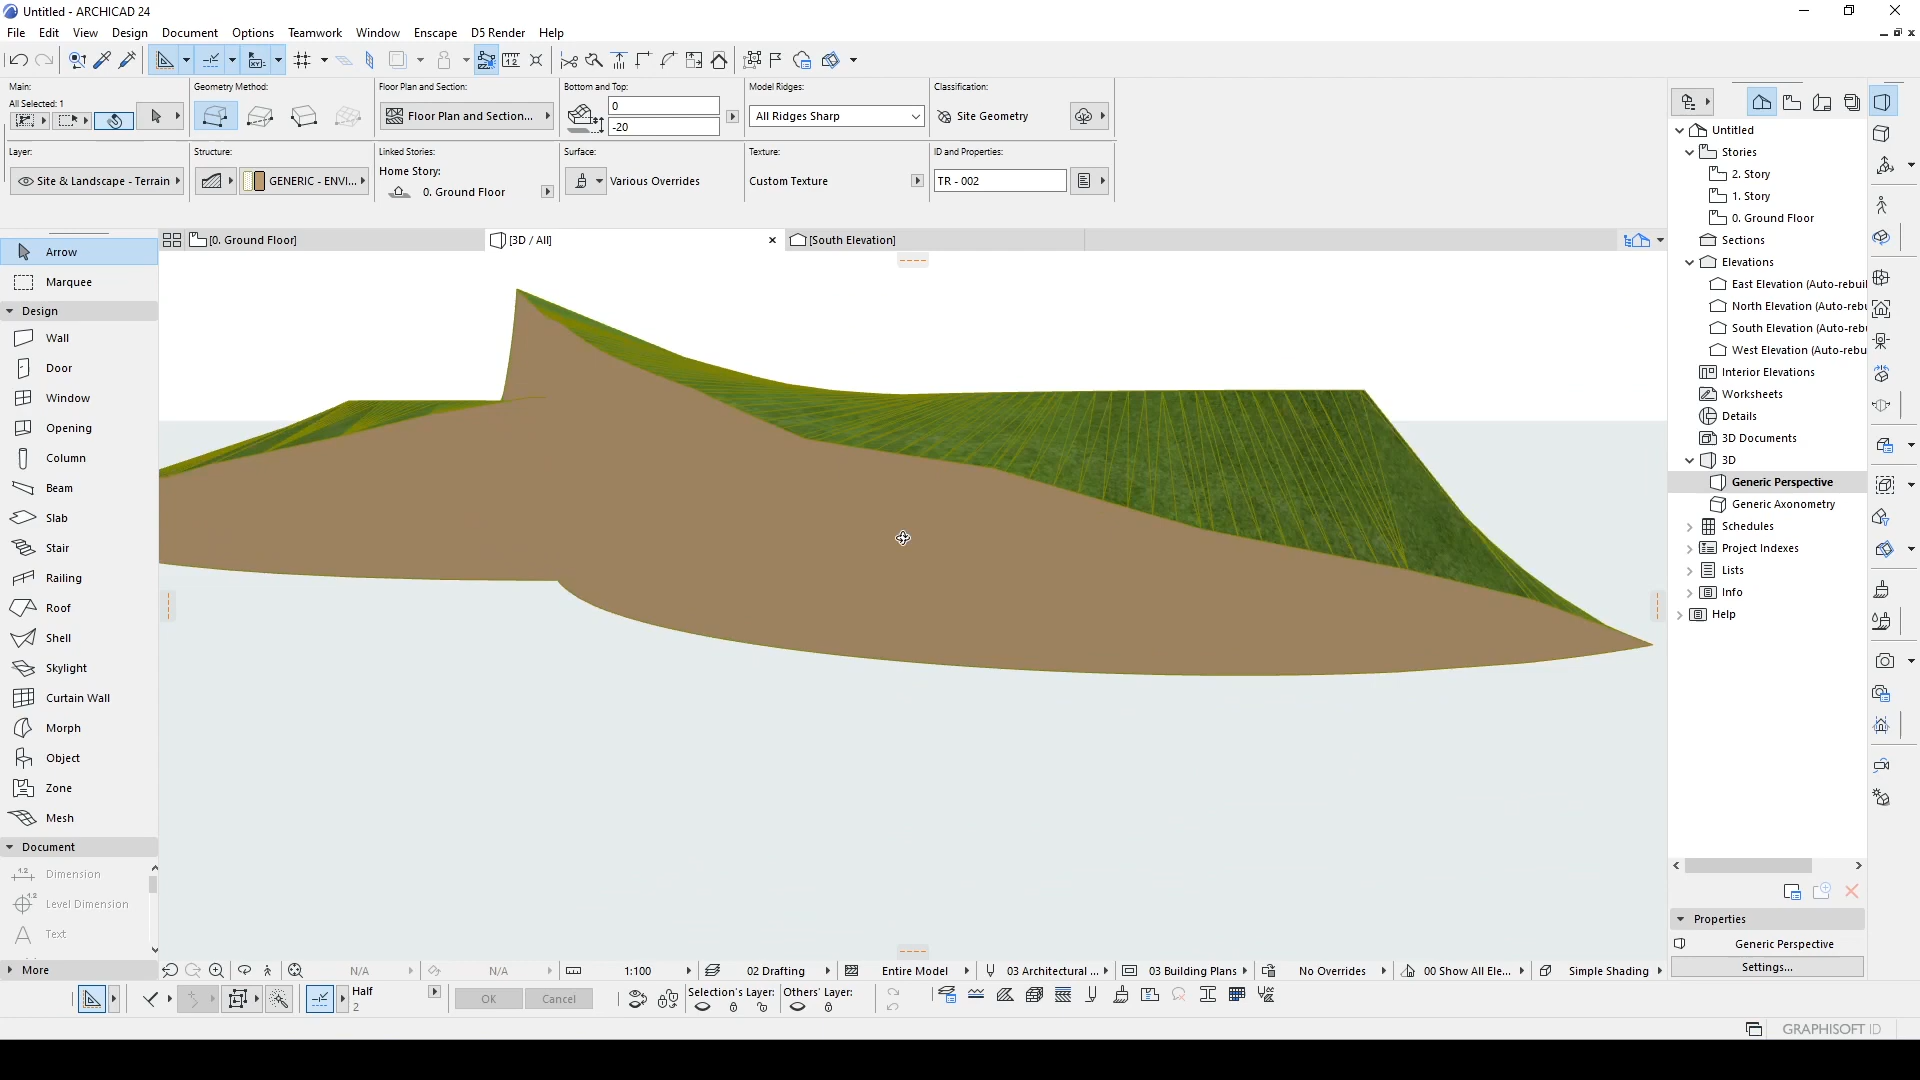 Untitled - ARCHICAD 24
File Edit View Design Document Options Teamwork Window Enscape D5 Render Help
Main:
All Selected: 1
Geometry Method:
Floor Plan and Section:
Floor Plan and Section...
Bottom and Top:
0
-20
Model Ridges:
All Ridges Sharp
Classification:
Site Geometry
Layer:
Site & Landscape - Terrain
Structure:
GENERIC - ENVI...
Linked Stories:
Home Story:
0. Ground Floor
Surface:
Various Overrides
Texture:
Custom Texture
ID and Properties:
TR - 002
[0. Ground Floor]
[3D / All]
[South Elevation]
Arrow
Marquee
Design
Wall
Door
Window
Opening
Column
Beam
Slab
Stair
Railing
Roof
Shell
Skylight
Curtain Wall
Morph
Object
Zone
Mesh
Document
Dimension
Level Dimension
Text
More
Untitled
Stories
2. Story
1. Story
0. Ground Floor
Sections
Elevations
East Elevation (Auto-rebuil
North Elevation (Auto-rebu
South Elevation (Auto-rebu
West Elevation (Auto-rebu
Interior Elevations
Worksheets
Details
3D Documents
3D
Generic Perspective
Generic Axonometry
Schedules
Project Indexes
Lists
Info
Help
Properties
Generic Perspective
Settings...
N/A
N/A
1:100
02 Drafting
Entire Model
03 Architectural ...
03 Building Plans
No Overrides
00 Show All Ele...
Simple Shading
Half
2
OK
Cancel
Selection's Layer:
Others' Layer:
GRAPHISOFT ID